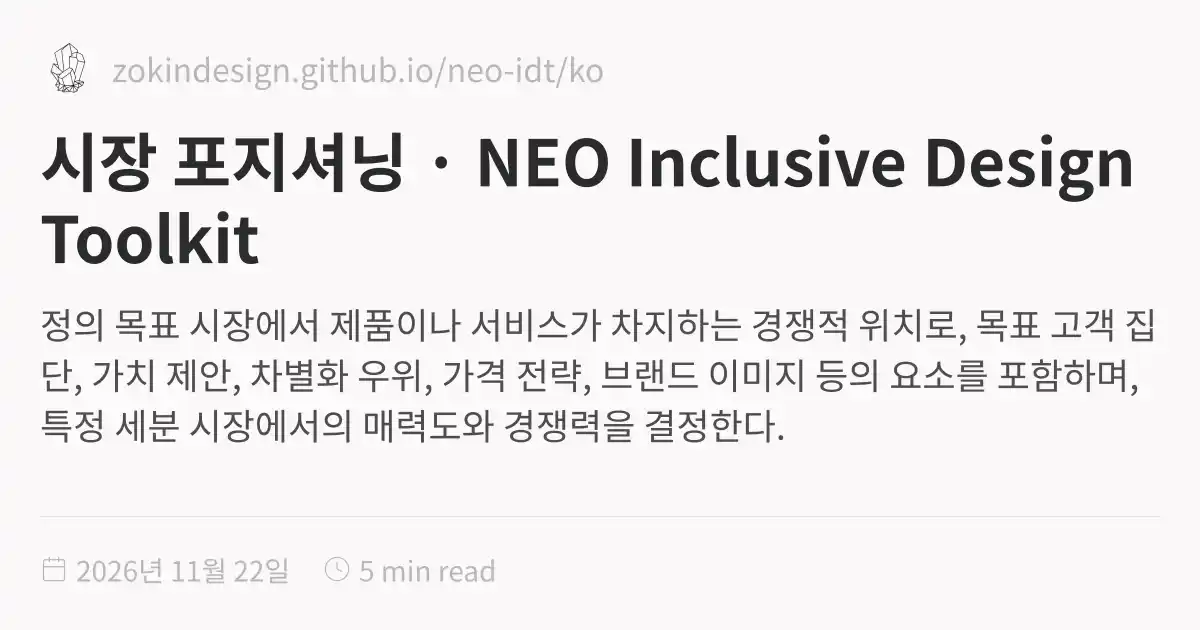 zokindesign.github.io/neo-idt/ko
시장 포지셔닝 · NEO Inclusive Design
Toolkit
정의 목표 시장에서 제품이나 서비스가 차지하는 경쟁적 위치로, 목표 고객 집
단, 가치 제안, 차별화 우위, 가격 전략, 브랜드 이미지 등의 요소를 포함하며,
특정 세분 시장에서의 매력도와 경쟁력을 결정한다.
2026년 11월 22일 5 min read